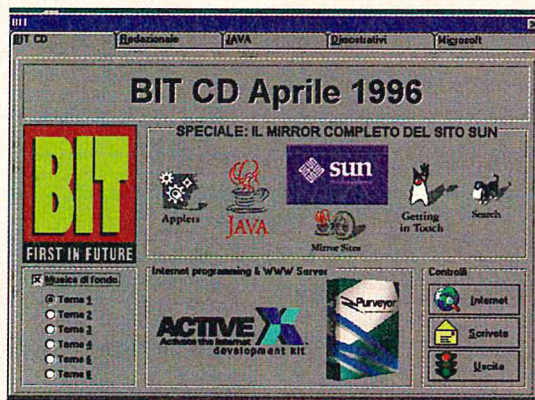 BIT
BIT CD
Redazionale
JAVA
Dimostrativi
Microsoft
BIT CD Aprile 1996
SPECIALE: IL MIRROR COMPLETO DEL SITO SUN
BIT
FIRST IN FUTURE
Applets
JAVA
sun
Mirror Sites
Getting
in Touch
Search
Musica di fondo
Tema 1
Tema 2
Tema 3
Tema 4
Tema 5
Tema 6
Internet programming & WWW Server
ACTIVE X
Activate the Internet
development kit
Purveyor
Controlli
Internet
Scrivete
Uscita